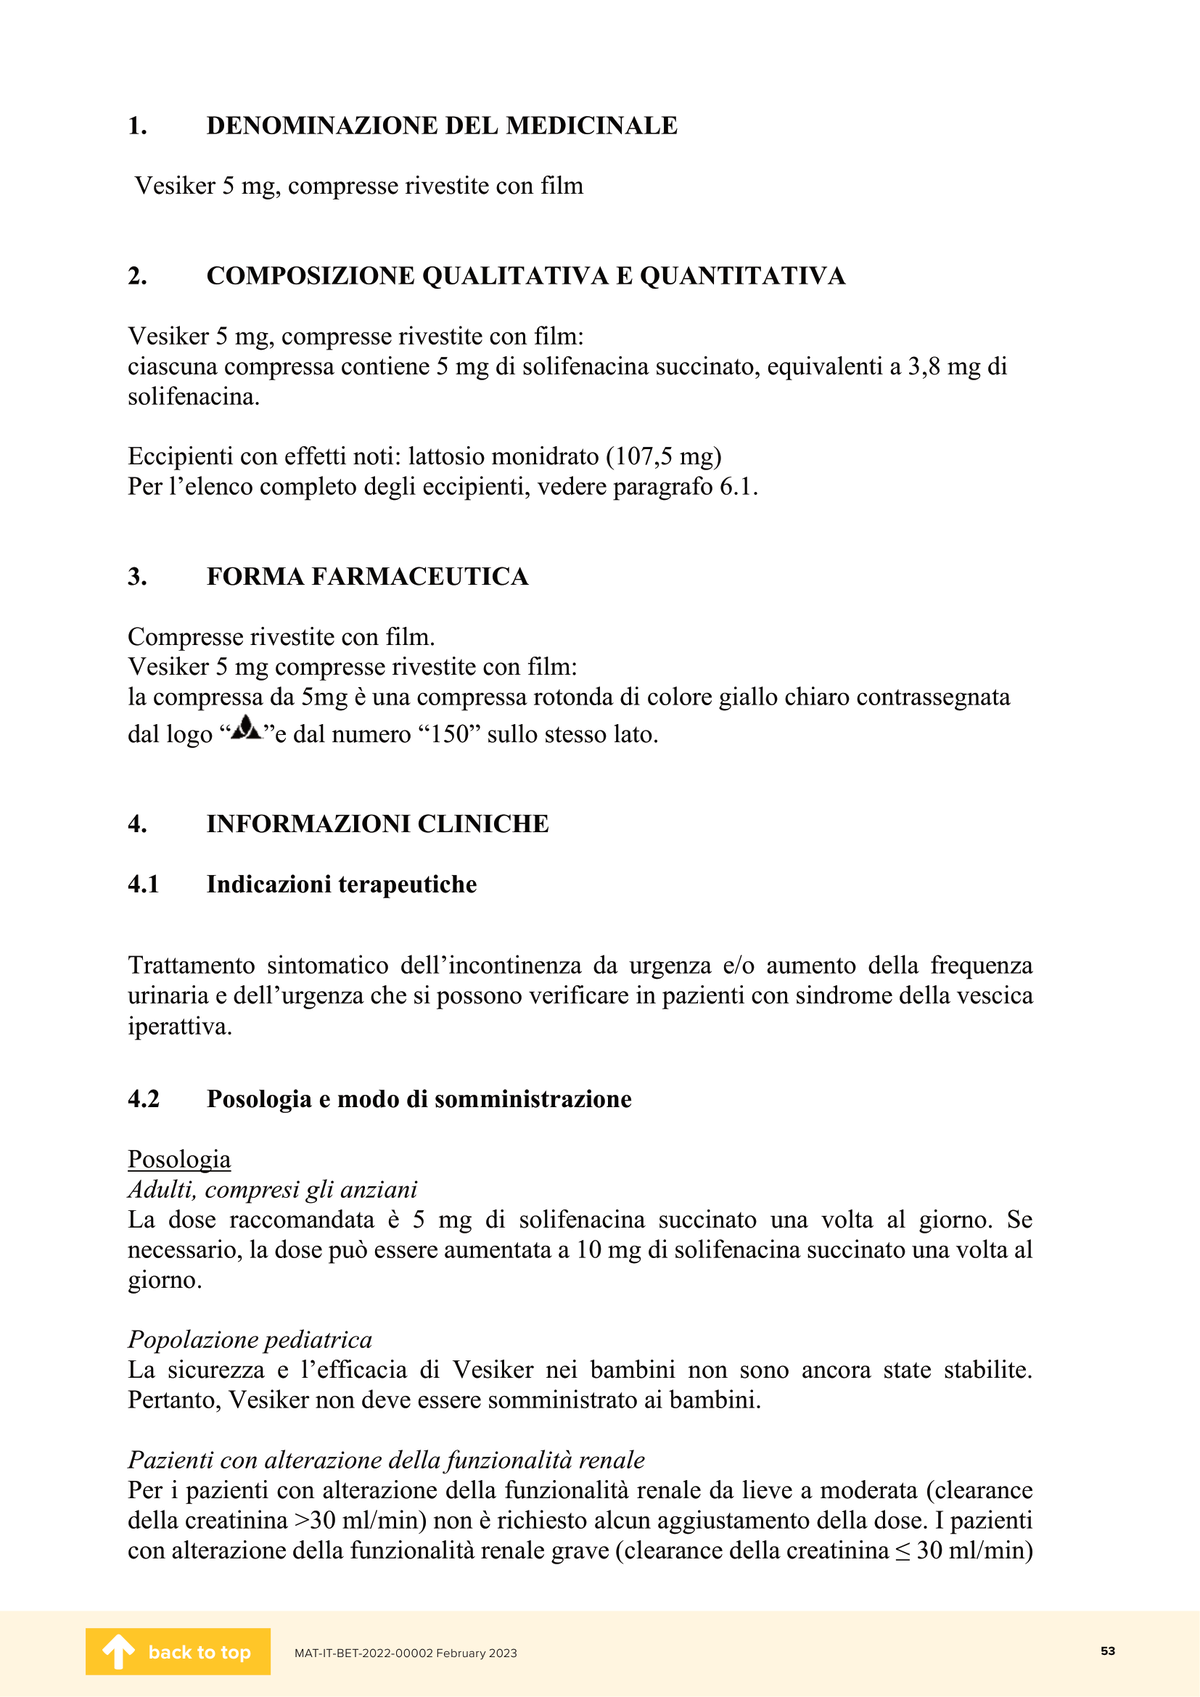 1. DENOMINAZIONE DEL MEDICINALE
Vesiker 5 mg, compresse rivestite con film
2. COMPOSIZIONE QUALITATIVA E QUANTITATIVA
Vesiker 5 mg, compresse rivestite con film:
ciascuna compressa contiene 5 mg di solifenacina succinato, equivalenti a 3,8 mg di
solifenacina.
Eccipienti con effetti noti: lattosio monidrato (107,5 mg)
Per l’elenco completo degli eccipienti, vedere paragrafo 6.1.
3. FORMA FARMACEUTICA
Compresse rivestite con film.
Vesiker 5 mg compresse rivestite con film:
la compressa da 5mg è una compressa rotonda di colore giallo chiaro contrassegnata
dal logo “”e dal numero “150” sullo stesso lato.
4. INFORMAZIONI CLINICHE
4.1 Indicazioni terapeutiche
Trattamento sintomatico dell’incontinenza da urgenza e/o aumento della frequenza
urinaria e dell’urgenza che si possono verificare in pazienti con sindrome della vescica
iperattiva.
4.2 Posologia e modo di somministrazione
Posologia
Adulti, compresi gli anziani
La dose raccomandata è 5 mg di solifenacina succinato una volta al giorno. Se
necessario, la dose può essere aumentata a 10 mg di solifenacina succinato una volta al
giorno.
Popolazione pediatrica
La sicurezza e l’efficacia di Vesiker nei bambini non sono ancora state stabilite.
Pertanto, Vesiker non deve essere somministrato ai bambini.
Pazienti con alterazione della funzionalità renale
Per i pazienti con alterazione della funzionalità renale da lieve a moderata (clearance
della creatinina >30 ml/min) non è richiesto alcun aggiustamento della dose. I pazienti
con alterazione della funzionalità renale grave (clearance della creatinina ≤ 30 ml/min)
back to top MAT-IT-BET-2022-00002 February 2023 53